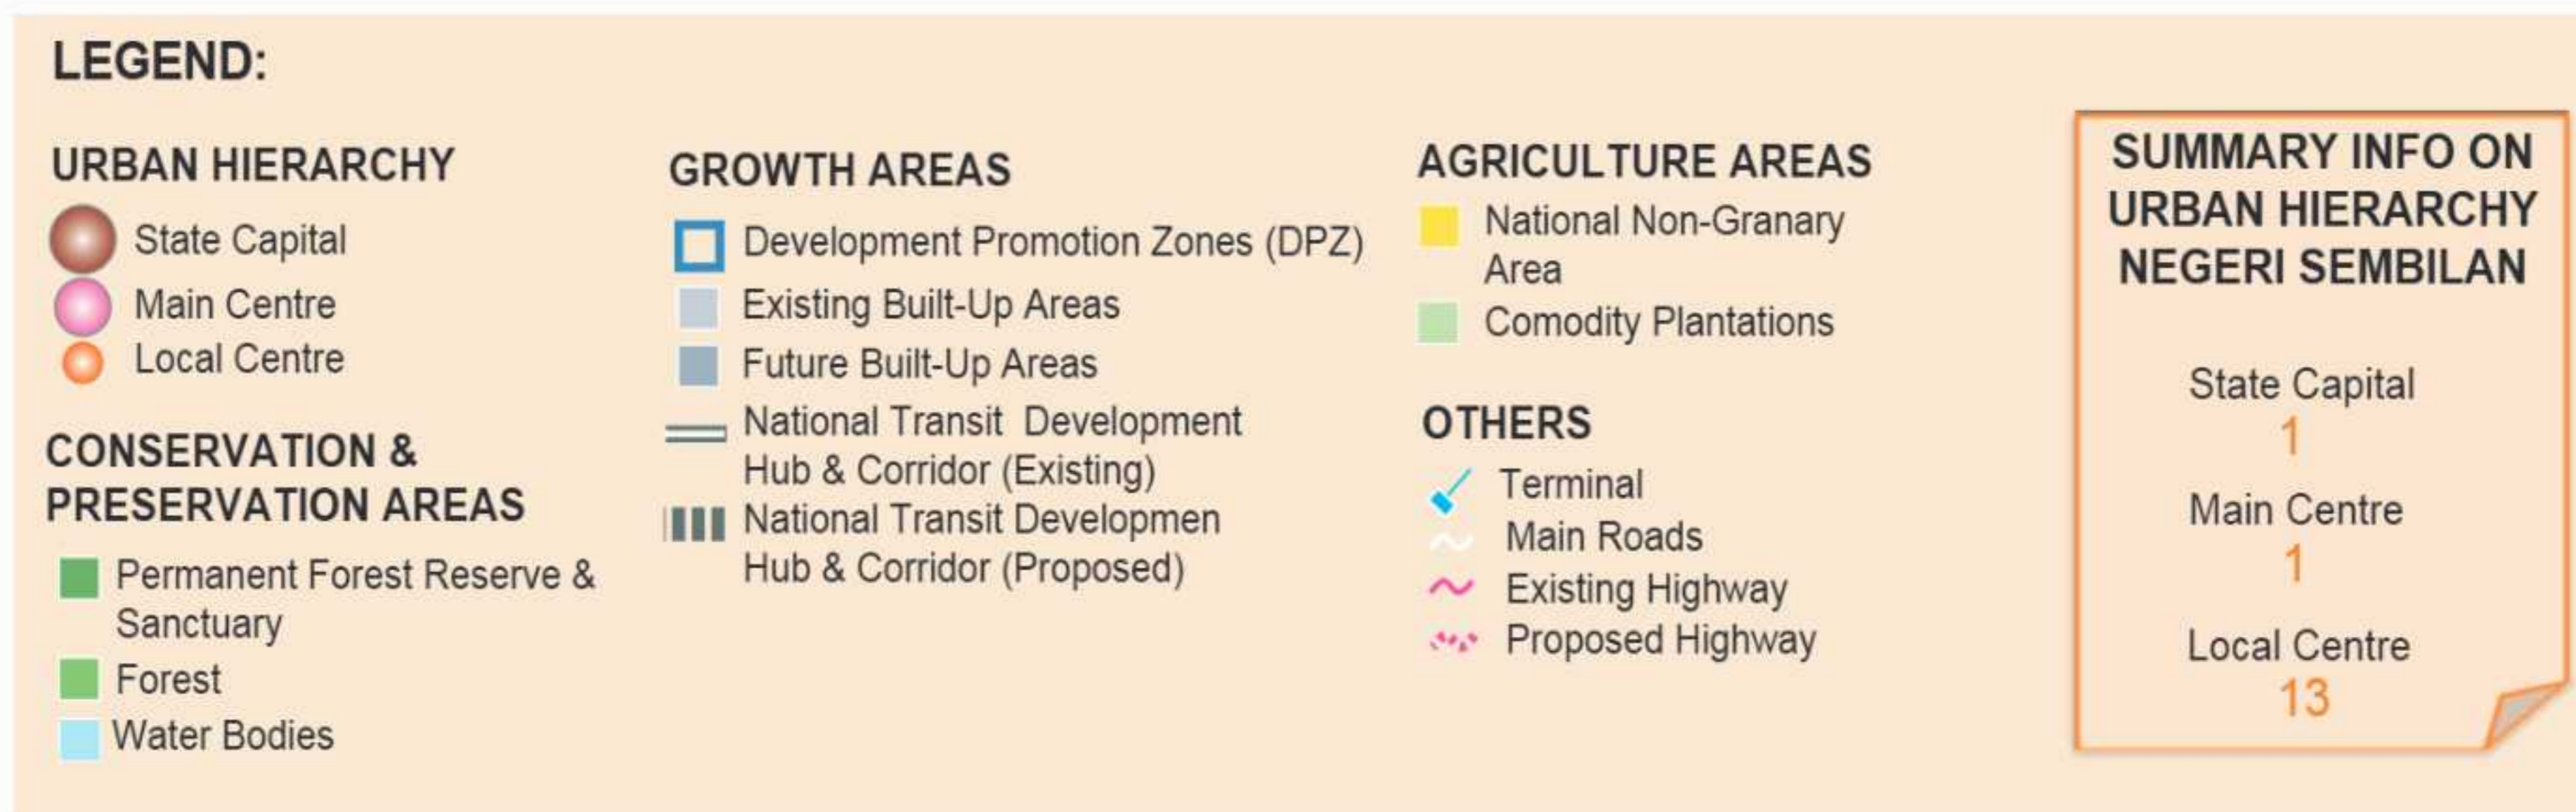 LEGEND:
URBAN HIERARCHY
State Capital
Main Centre
Local Centre
CONSERVATION &
PRESERVATION AREAS
Permanent Forest Reserve &
Sanctuary
Forest
Water Bodies
GROWTH AREAS
Development Promotion Zones (DPZ)
Existing Built-Up Areas
Future Built-Up Areas
National Transit Development
Hub & Corridor (Existing)
National Transit Developmen
Hub & Corridor (Proposed)
AGRICULTURE AREAS
National Non-Granary
Area
Comodity Plantations
OTHERS
Terminal
Main Roads
Existing Highway
Proposed Highway
SUMMARY INFO ON
URBAN HIERARCHY
NEGERI SEMBILAN
State Capital
1
Main Centre
1
Local Centre
13